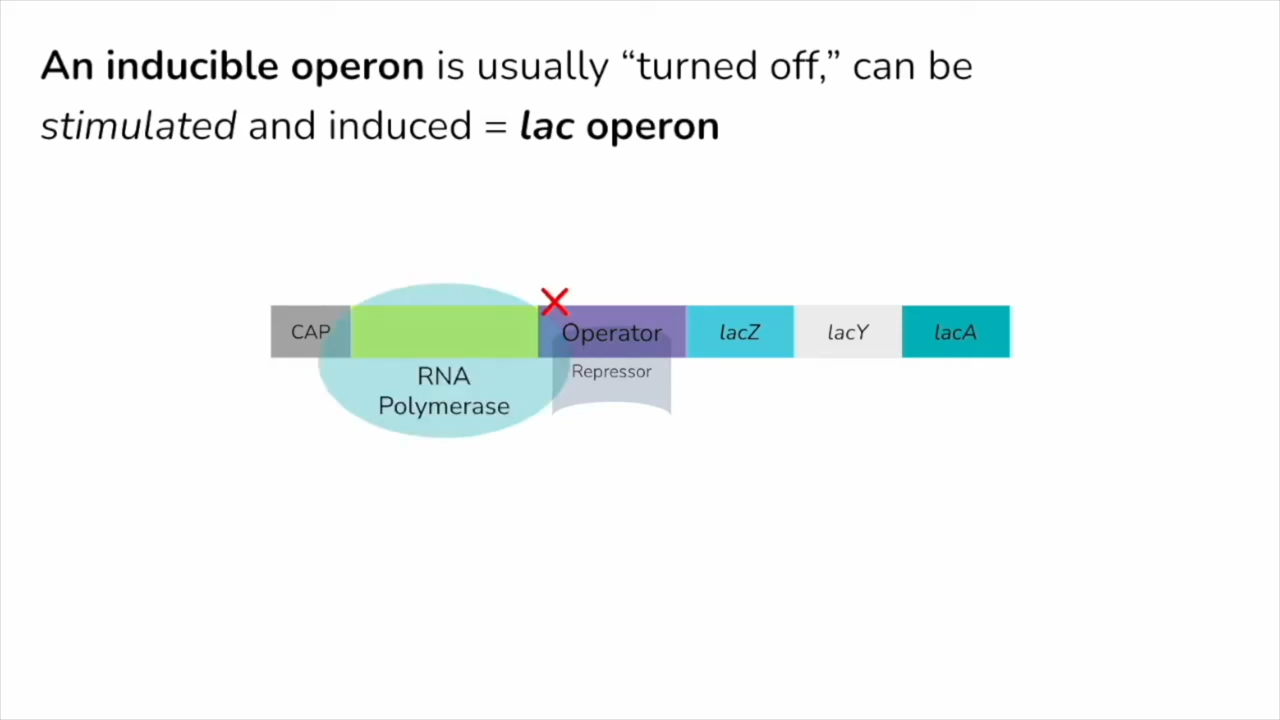 An inducible operon is usually “turned off,” can be
stimulated and induced = lac operon
CAP
Operator
lacZ
lacY
lacA
Repressor
RNA
Polymerase